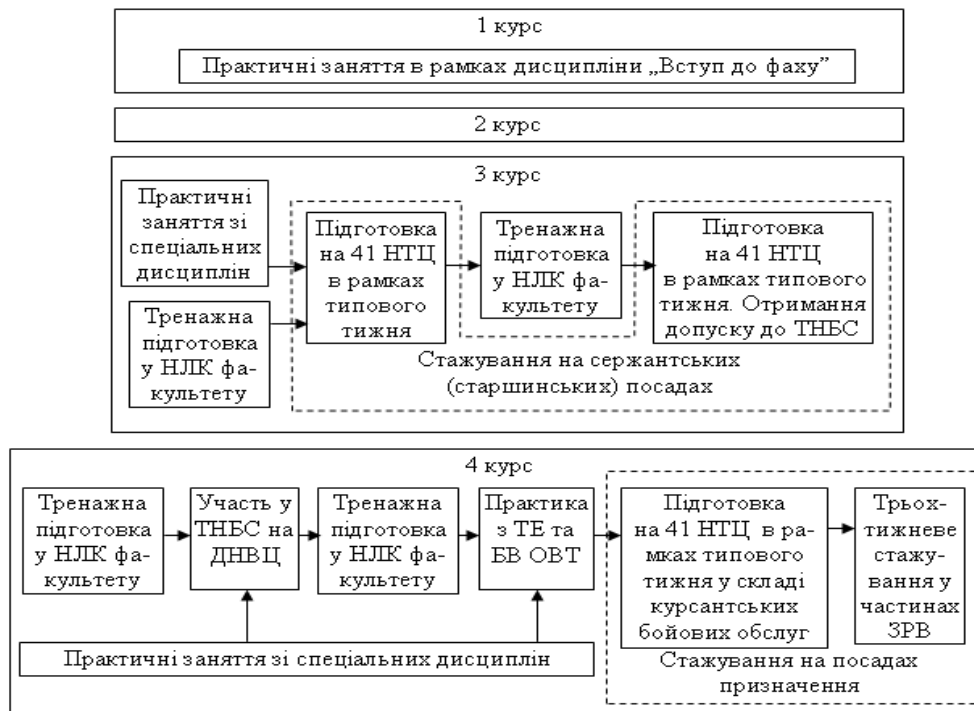 1 курс
Практичні заняття в рамках дисципліни „Вступ до фаху”
2 курс
3 курс
Практичні
заняття зі
спеціальних
дисциплін
Тренажна
підготовка
у НЛК фа-
культету
Підготовка
на 41 НТЦ
в рамках
типового
тижня
Тренажна
підготовка
у НЛК фа-
культету
Підготовка
на 41 НТЦ
в рамках типового
тижня. Отримання
допуску до ТНБС
Стажування на сержантських
(старшинських) посадах
4 курс
Тренажна
підготовка
у НЛК фа-
культету
Участь у
ТНБС на
ДНВЦ
Тренажна
підготовка
у НЛК фа-
культету
Практика
з ТЕ та
БВ ОВТ
Підготовка
на 41 НТЦ в ра-
мках типового
тижня у складі
курсантських
бойових обслуг
Трьох-
тижневе
стажу-
вання у
частинах
ЗРВ
Практичні заняття зі спеціальних дисциплін
Стажування на посадах
призначення